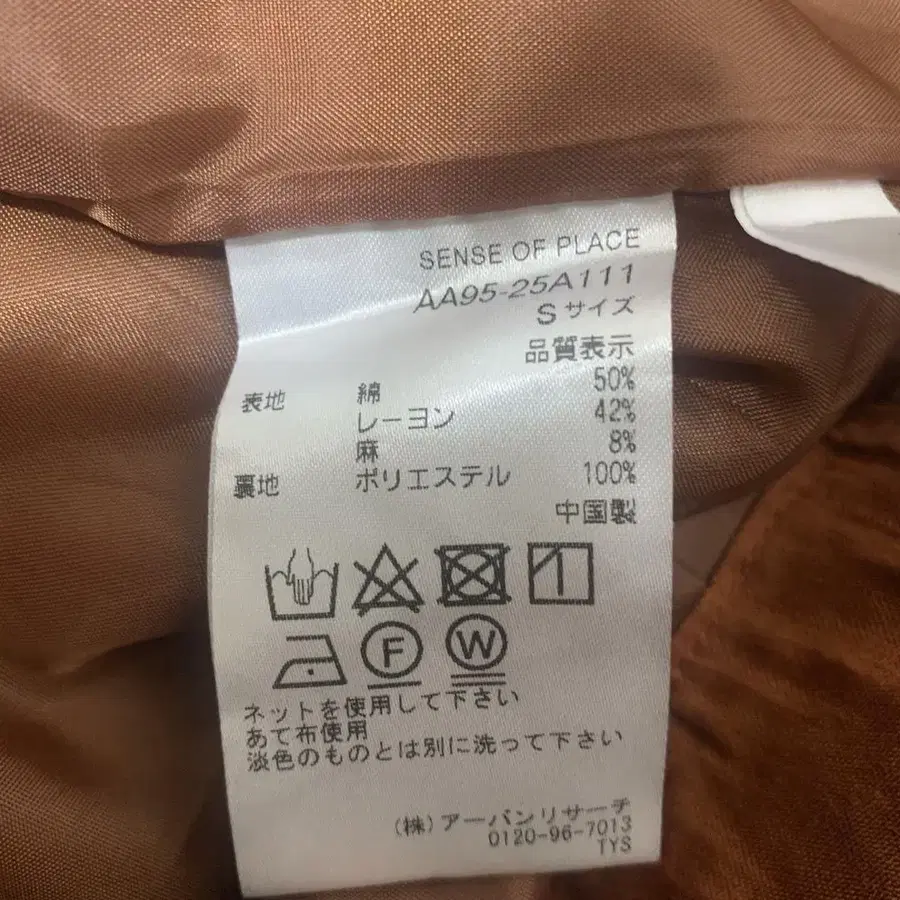 SENSE OF PLACE
AA95-25A111
Sサイズ
品質表示
表地 綿 50%
レーヨン 42%
麻 8%
裏地 ポリエステル 100%
中国製
F W
ネットを使用して下さい
あて布使用
淡色のものとは別に洗って下さい
(株)アーバンリサーチ
0120-96-7013
TYS